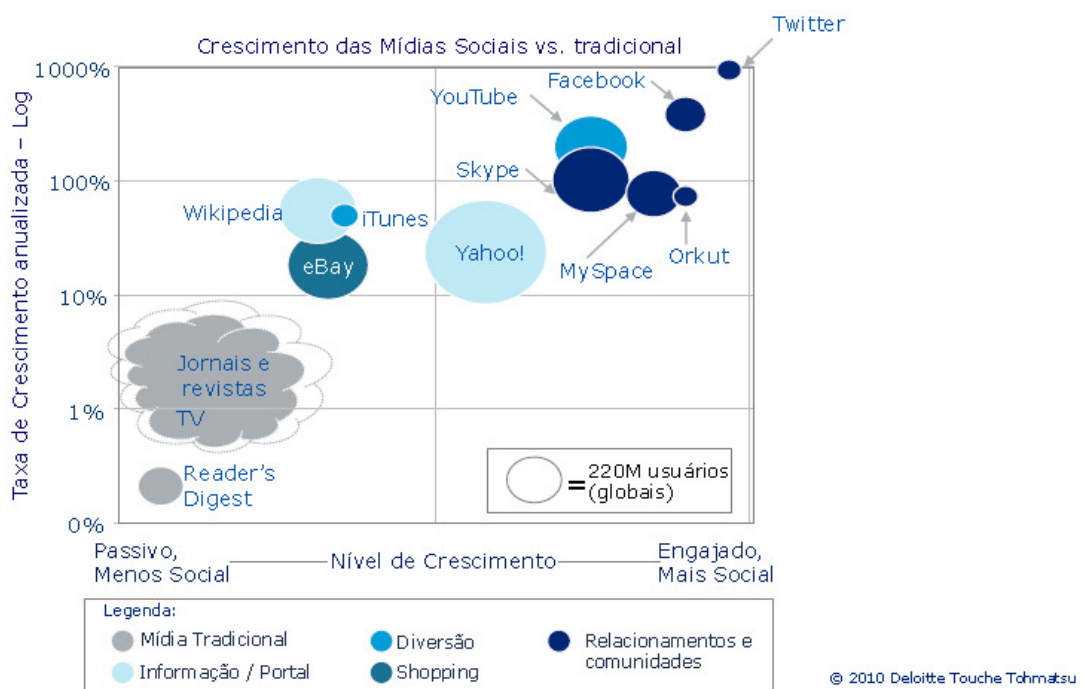 Twitter
Crescimento das Mídias Sociais vs. tradicional
Taxa de Crescimento anualizada – Log
1000%
100%
10%
1%
0%
Facebook
YouTube
Skype
Wikipedia
iTunes
eBay
Yahoo!
MySpace
Orkut
Jornais e
revistas
TV
Reader's
Digest
= 220M usuários
(globais)
Passivo,
Menos Social
Nível de Crescimento
Engajado,
Mais Social
Legenda:
Mídia Tradicional
Diversão
Relacionamentos e
comunidades
Informação / Portal
Shopping
© 2010 Deloitte Touche Tohmatsu